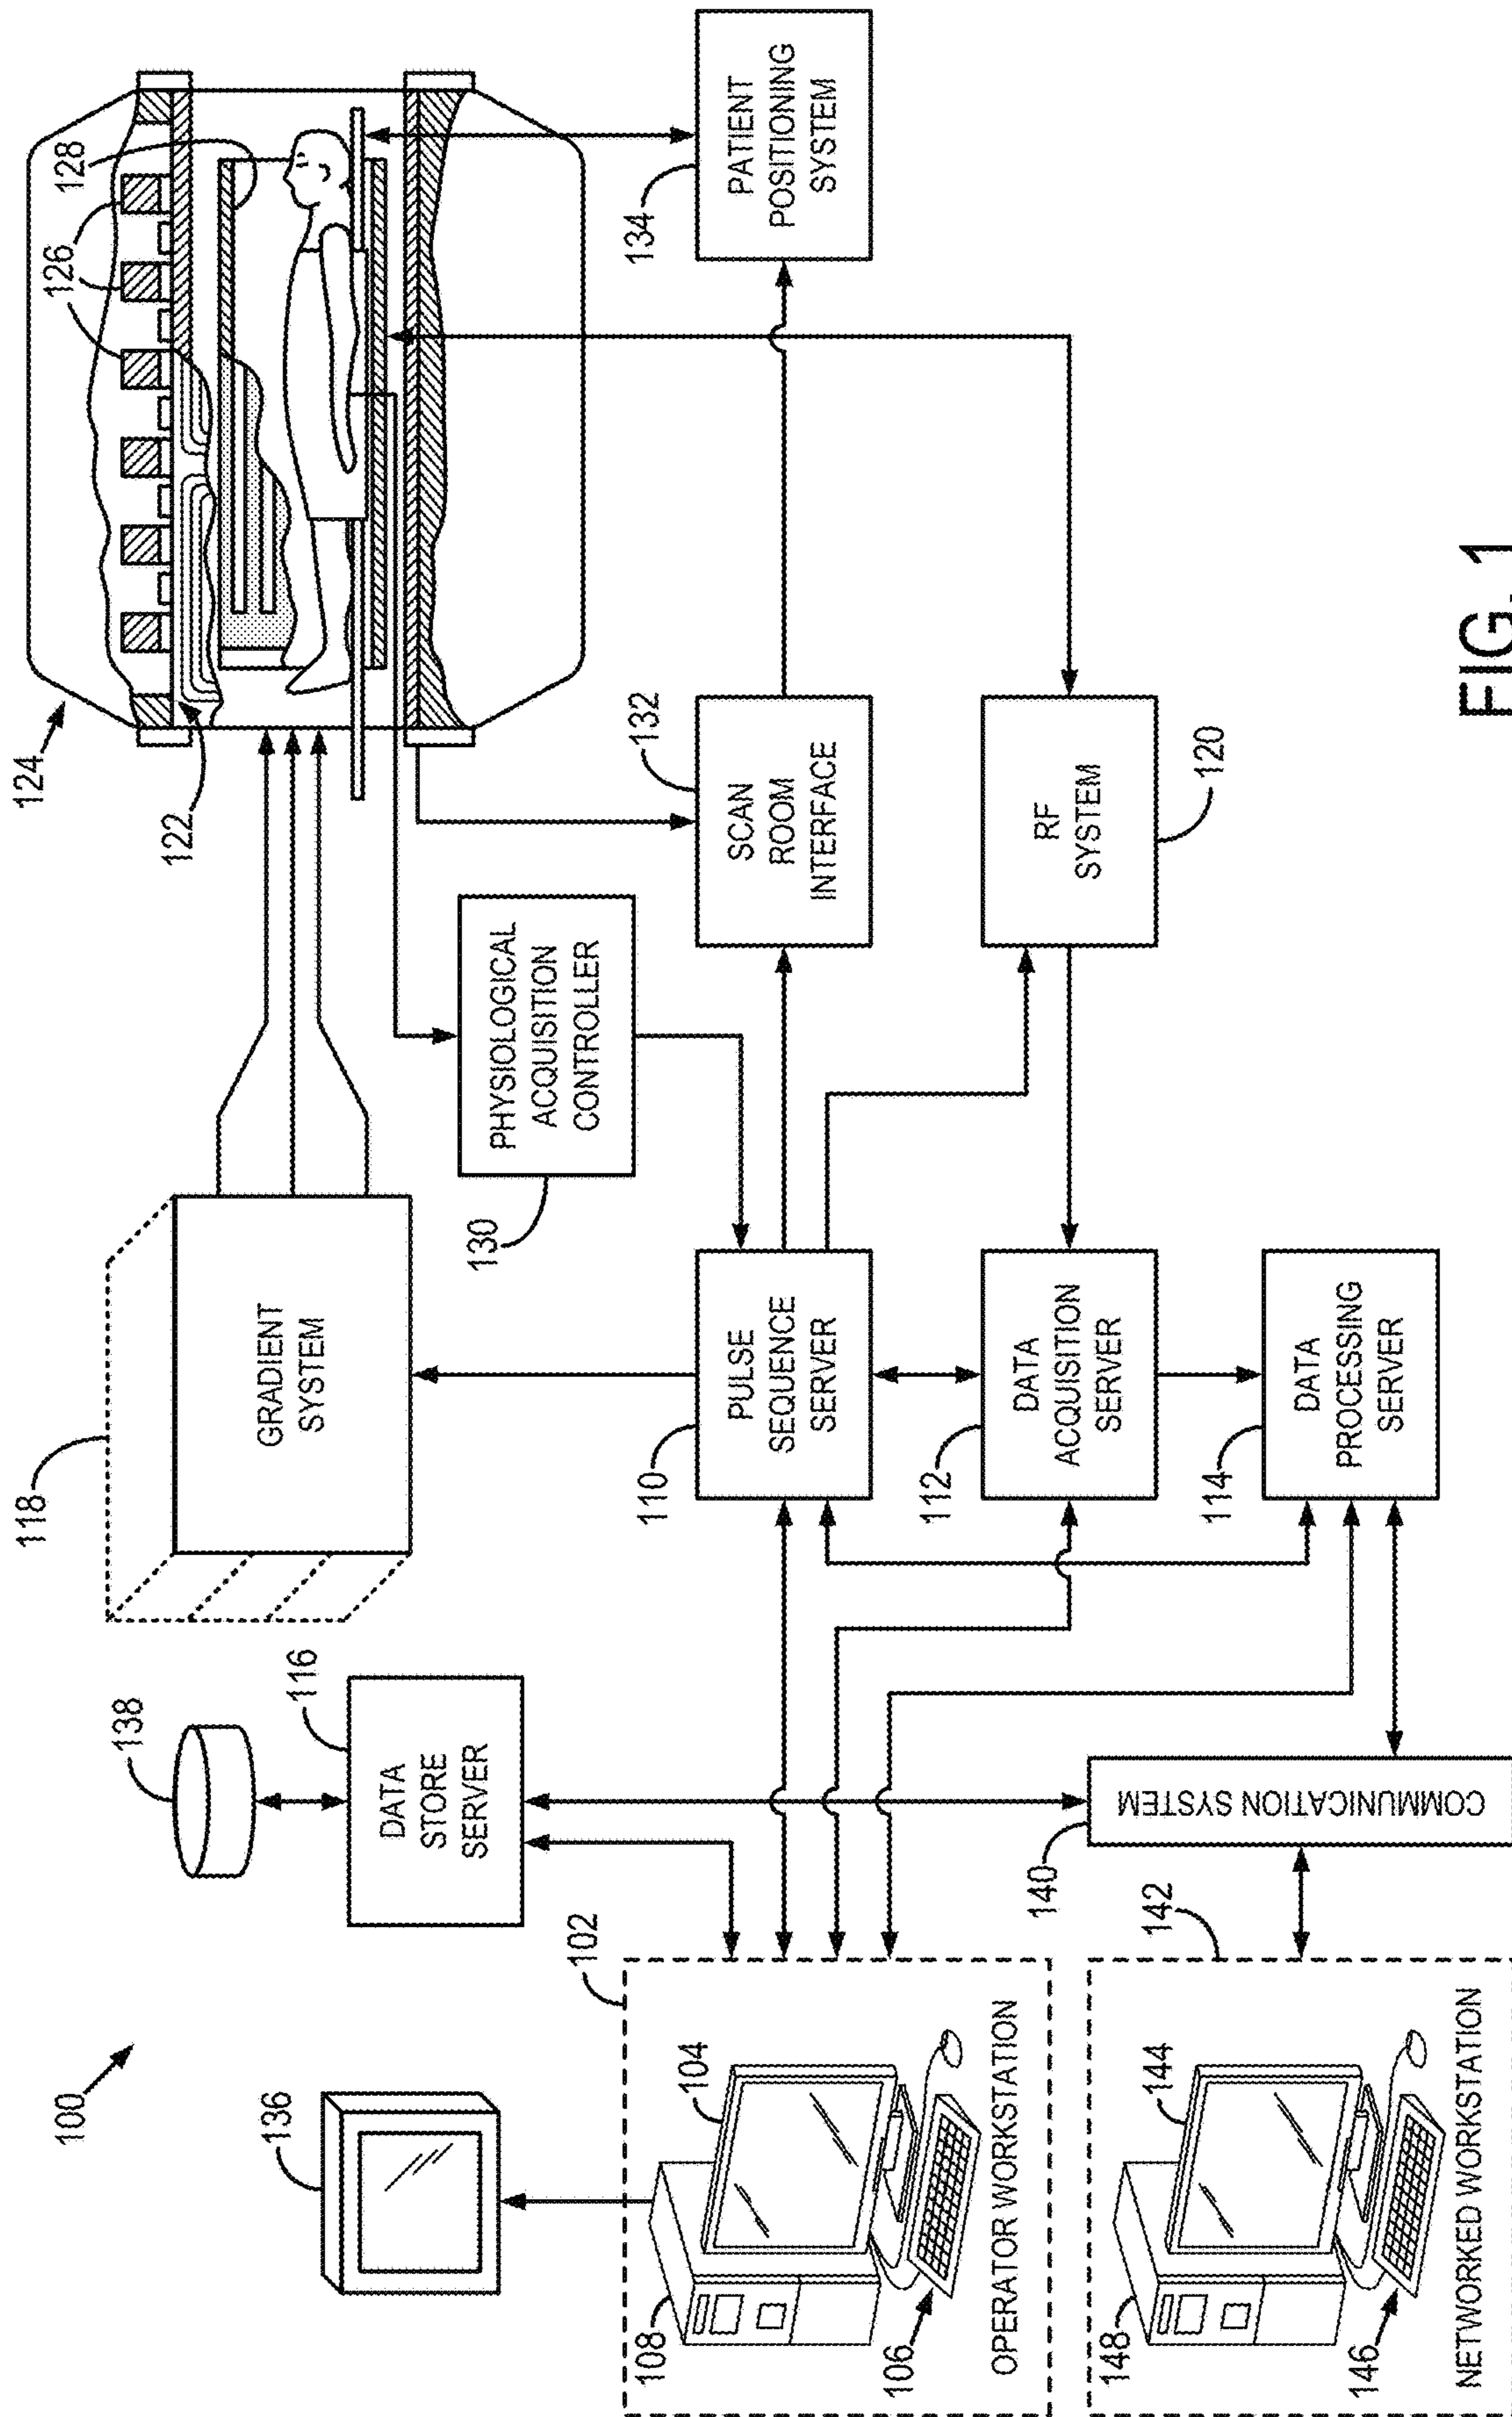 100
136
138
118
124
122
126
128
GRADIENT
SYSTEM
116
DATA
STORE
SERVER
130
PHYSIOLOGICAL
ACQUISITION
CONTROLLER
102
104
108
106
OPERATOR WORKSTATION
110
PULSE
SEQUENCE
SERVER
132
SCAN
ROOM
INTERFACE
134
PATIENT
POSITIONING
SYSTEM
112
DATA
ACQUISITION
SERVER
120
RF
SYSTEM
140
COMMUNICATION SYSTEM
114
DATA
PROCESSING
SERVER
142
144
148
146
NETWORKED WORKSTATION
FIG. 1